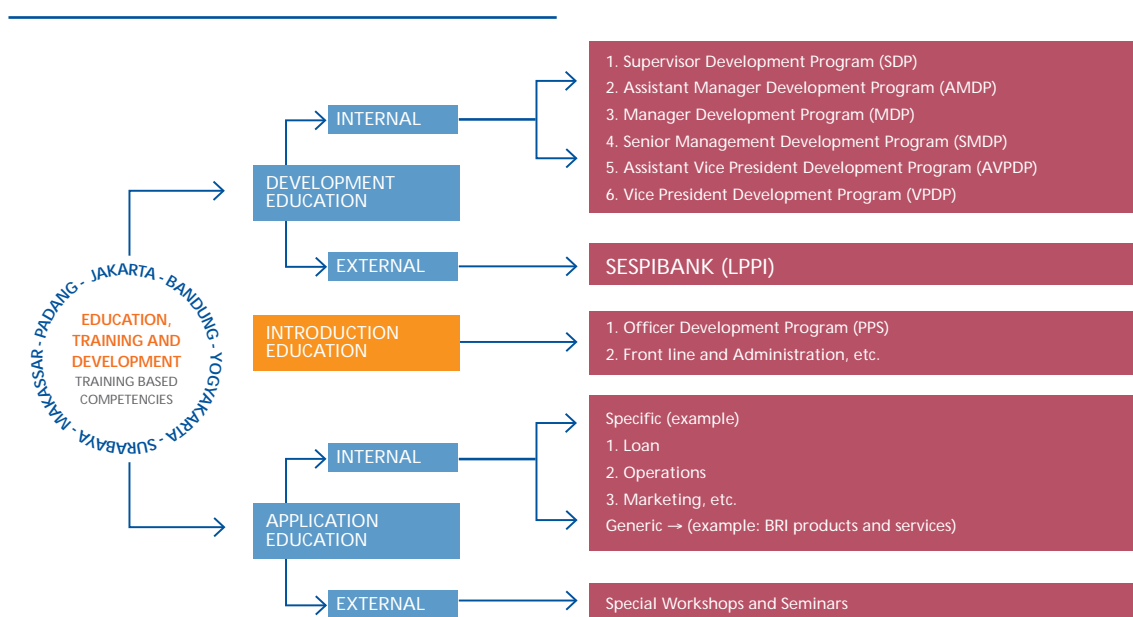 PADANG - JAKARTA - BANDUNG - YOGYAKARTA - SURABAYA - MAKASSAR -
EDUCATION,
TRAINING AND
DEVELOPMENT
TRAINING BASED
COMPETENCIES
DEVELOPMENT
EDUCATION
INTERNAL
1. Supervisor Development Program (SDP)
2. Assistant Manager Development Program (AMDP)
3. Manager Development Program (MDP)
4. Senior Management Development Program (SMDP)
5. Assistant Vice President Development Program (AVPDP)
6. Vice President Development Program (VPDP)
EXTERNAL
SESPIBANK (LPPI)
INTRODUCTION
EDUCATION
1. Officer Development Program (PPS)
2. Front line and Administration, etc.
APPLICATION
EDUCATION
INTERNAL
Specific (example)
1. Loan
2. Operations
3. Marketing, etc.
Generic → (example: BRI products and services)
EXTERNAL
Special Workshops and Seminars